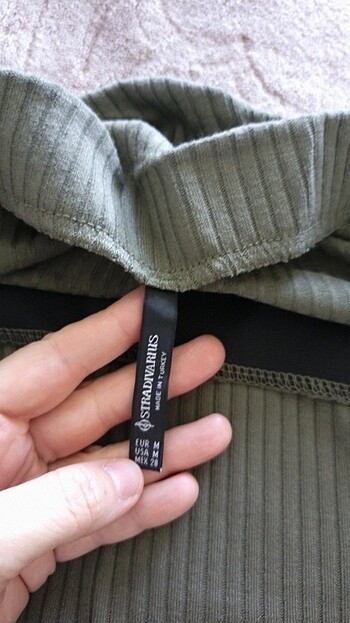 STRADIVARIUS
MADE IN TURKEY
EUR M
USA M
MEX 28